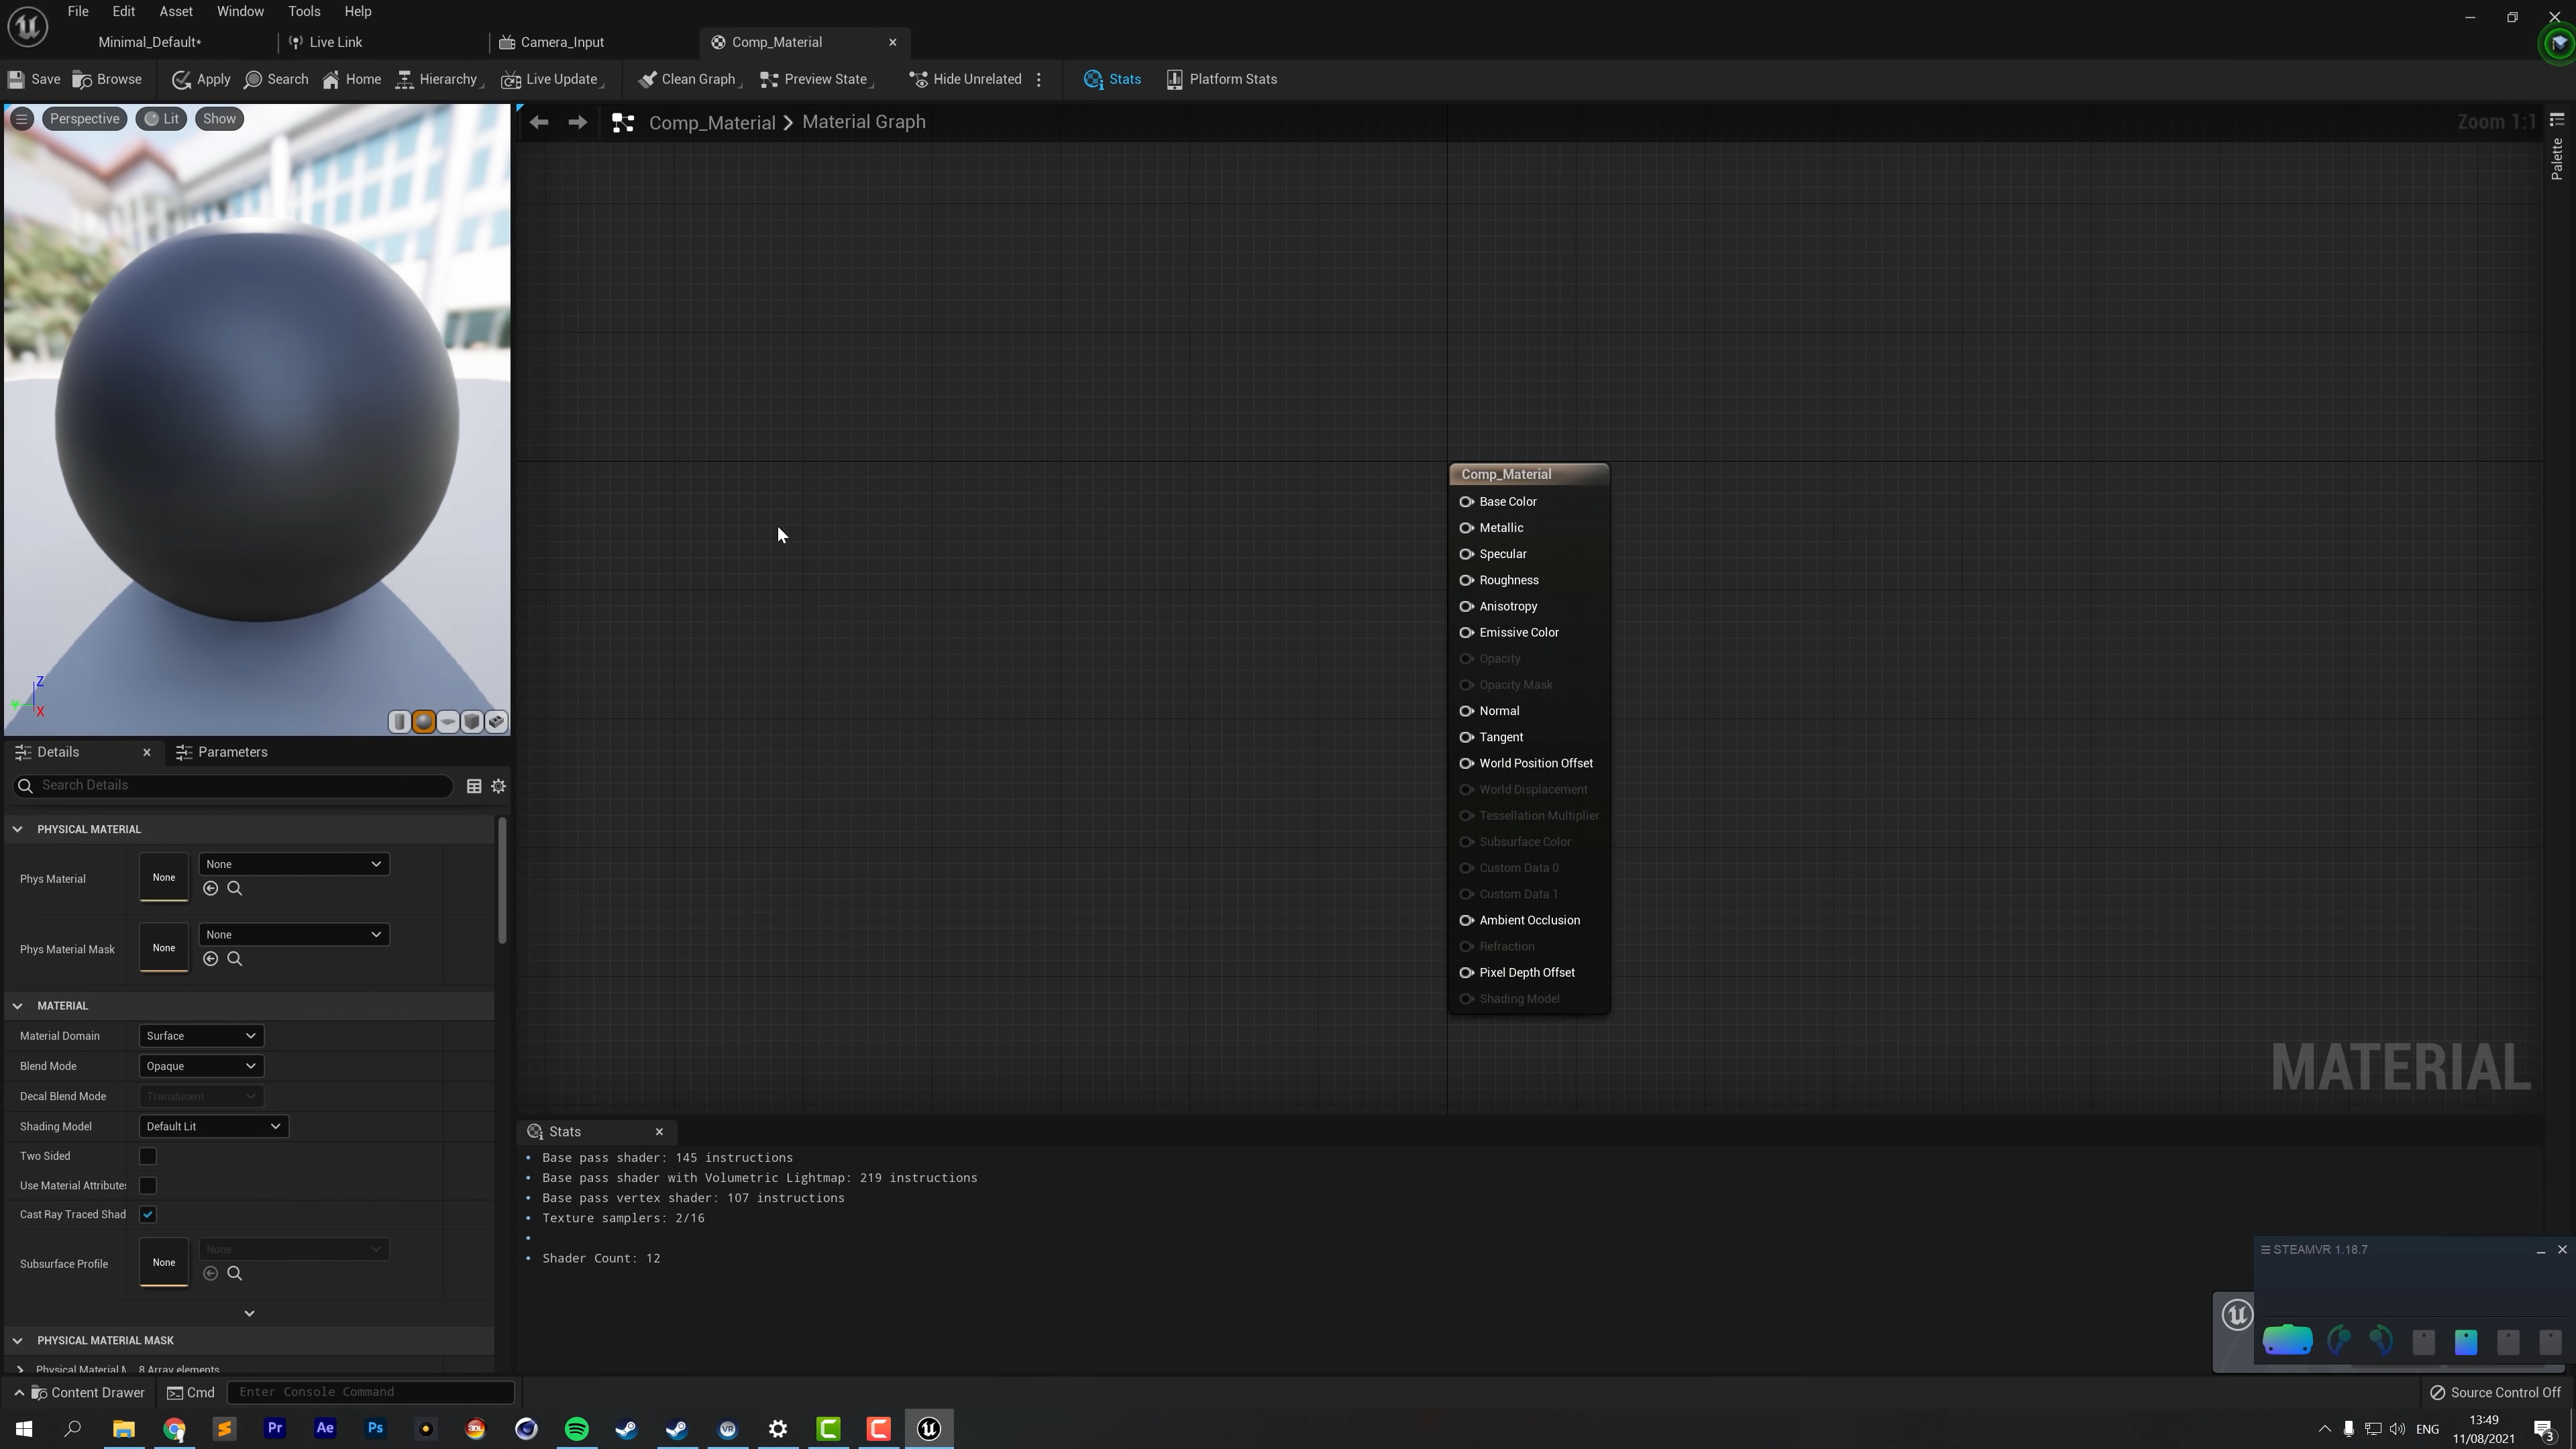 File Edit Asset Window Tools Help
Minimal_Default* Live Link Camera_Input Comp_Material
Save Browse Apply Search Home Hierarchy Live Update Clean Graph Preview State Hide Unrelated Stats Platform Stats
Perspective Lit Show
Comp_Material Material Graph
Zoom 1:1
Palette
Comp_Material
Base Color
Metallic
Specular
Roughness
Anisotropy
Emissive Color
Opacity
Opacity Mask
Normal
Tangent
World Position Offset
World Displacement
Tessellation Multiplier
Subsurface Color
Custom Data 0
Custom Data 1
Ambient Occlusion
Refraction
Pixel Depth Offset
Shading Model
MATERIAL
Z
Y
X
Details Parameters
Search Details
PHYSICAL MATERIAL
Phys Material None None
Phys Material Mask None None
MATERIAL
Material Domain Surface
Blend Mode Opaque
Decal Blend Mode Translucent
Shading Model Default Lit
Two Sided
Use Material Attributes
Cast Ray Traced Shad
Subsurface Profile None None
PHYSICAL MATERIAL MASK
Physical Material M 8 Array elements
Stats
Base pass shader: 145 instructions
Base pass shader with Volumetric Lightmap: 219 instructions
Base pass vertex shader: 107 instructions
Texture samplers: 2/16
Shader Count: 12
STEAMVR 1.18.7
Content Drawer Cmd Enter Console Command Source Control Off
Pr Ae Ps VR
ENG 13:49
11/08/2021
3